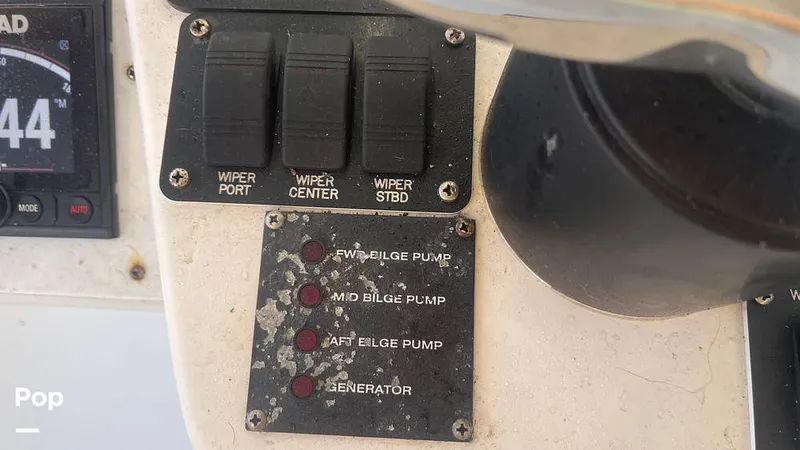 AD
44
°M
MODE
AUTO
WIPER
PORT
WIPER
CENTER
WIPER
STBD
FWD BILGE PUMP
MID BILGE PUMP
AFT BILGE PUMP
GENERATOR
W
Pop